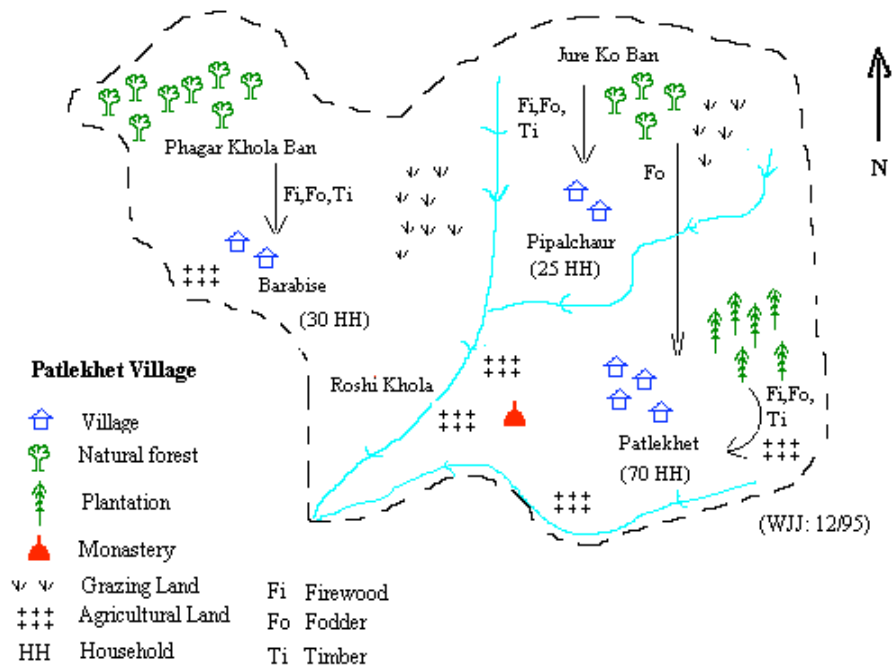 Jure Ko Ban
Fi,Fo,
Ti
Phagar Khola Ban
Fo
N
Fi,Fo,Ti
Pipalchaur
(25 HH)
Barabise
(30 HH)
Patlekhet Village
Roshi Khola
Fi,Fo,
Ti
Village
Patlekhet
(70 HH)
Natural forest
Plantation
(WJJ: 12/95)
Monastery
Grazing Land
Fi Firewood
Agricultural Land
Fo Fodder
HH Household
Ti Timber